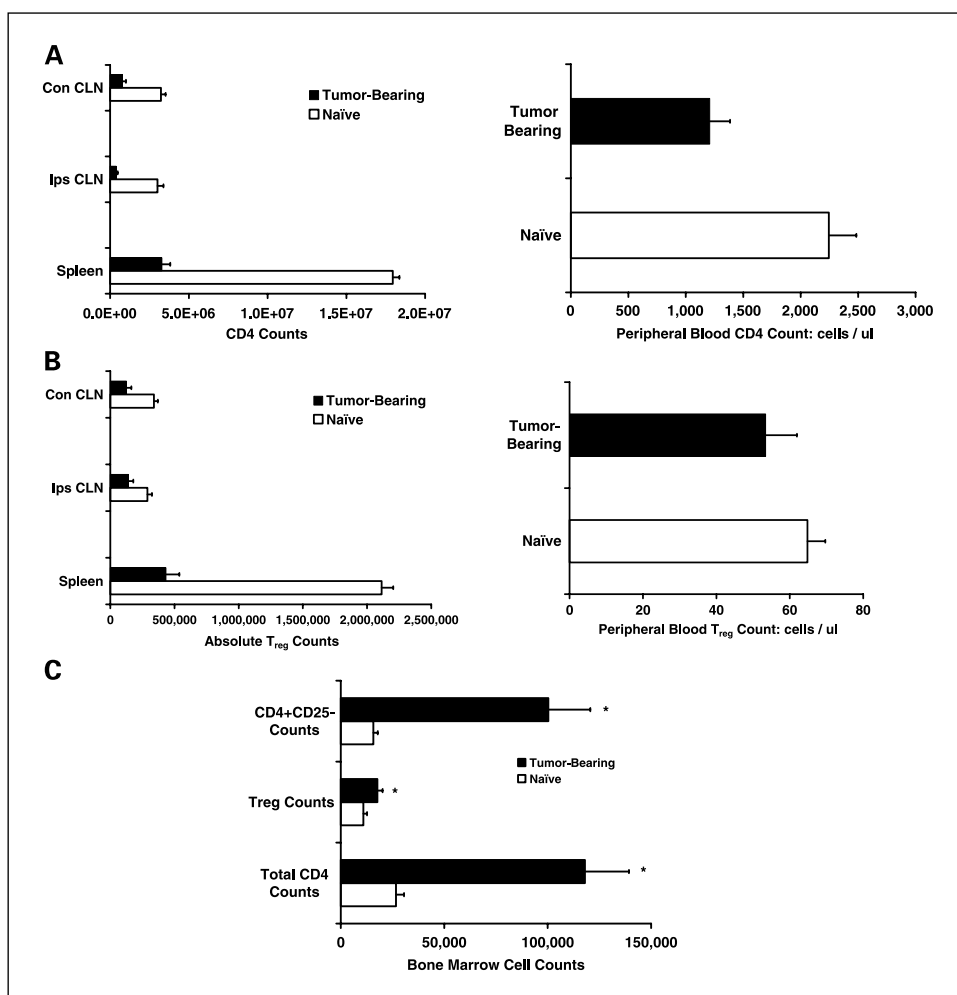 A
Con CLN
Ips CLN
Spleen
Tumor-Bearing
Naïve
0.0E+00 5.0E+06 1.0E+07 1.5E+07 2.0E+07
CD4 Counts
Tumor
Bearing
Naïve
0 500 1,000 1,500 2,000 2,500 3,000
Peripheral Blood CD4 Count: cells / ul
B
Con CLN
Ips CLN
Spleen
Tumor-Bearing
Naïve
0 500,000 1,000,000 1,500,000 2,000,000 2,500,000
Absolute Treg Counts
Tumor-
Bearing
Naïve
0 20 40 60 80
Peripheral Blood Treg Count: cells / ul
C
CD4+CD25-
Counts
*
Tumor-Bearing
Naïve
Treg Counts
*
Total CD4
Counts
*
0 50,000 100,000 150,000
Bone Marrow Cell Counts